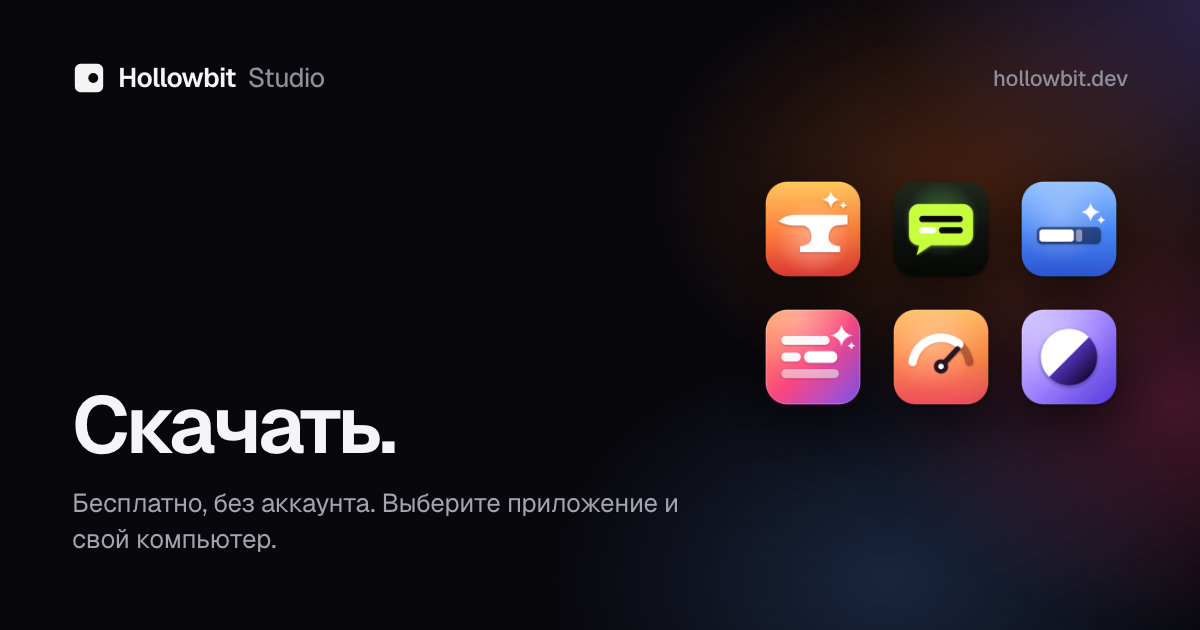 Hollowbit Studio
hollowbit.dev
Скачать.
Бесплатно, без аккаунта. Выберите приложение и
свой компьютер.